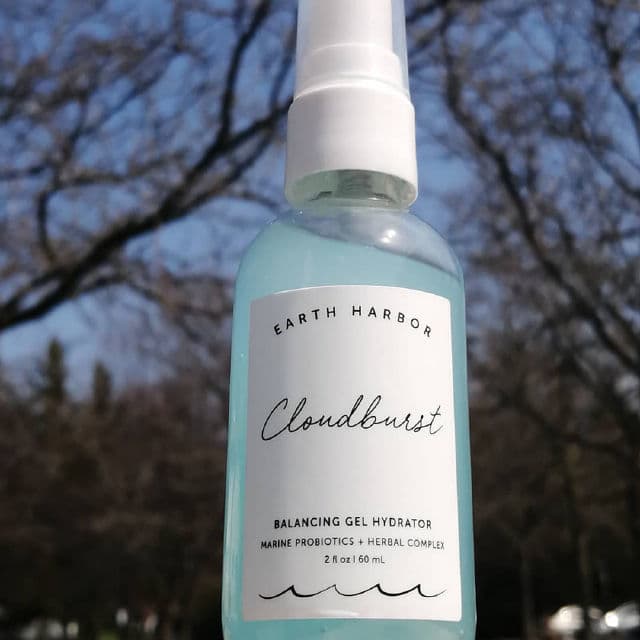 EARTH HARBOR
Cloudburst
BALANCING GEL HYDRATOR
MARINE PROBIOTICS + HERBAL COMPLEX
2 fl oz | 60 mL